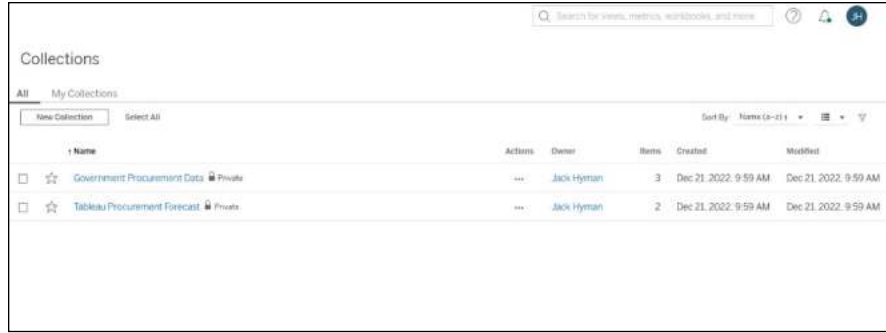 Search for views, metrics, workbooks, and more
JH
Collections
All My Collections
New Collection Select All Sort By: Name (a–z) ↑
↑ Name Actions Owner Items Created Modified
Government Procurement Data Private ... Jack Hyman 3 Dec 21, 2022, 9:59 AM Dec 21, 2022, 9:59 AM
Tableau Procurement Forecast Private ... Jack Hyman 2 Dec 21, 2022, 9:59 AM Dec 21, 2022, 9:59 AM